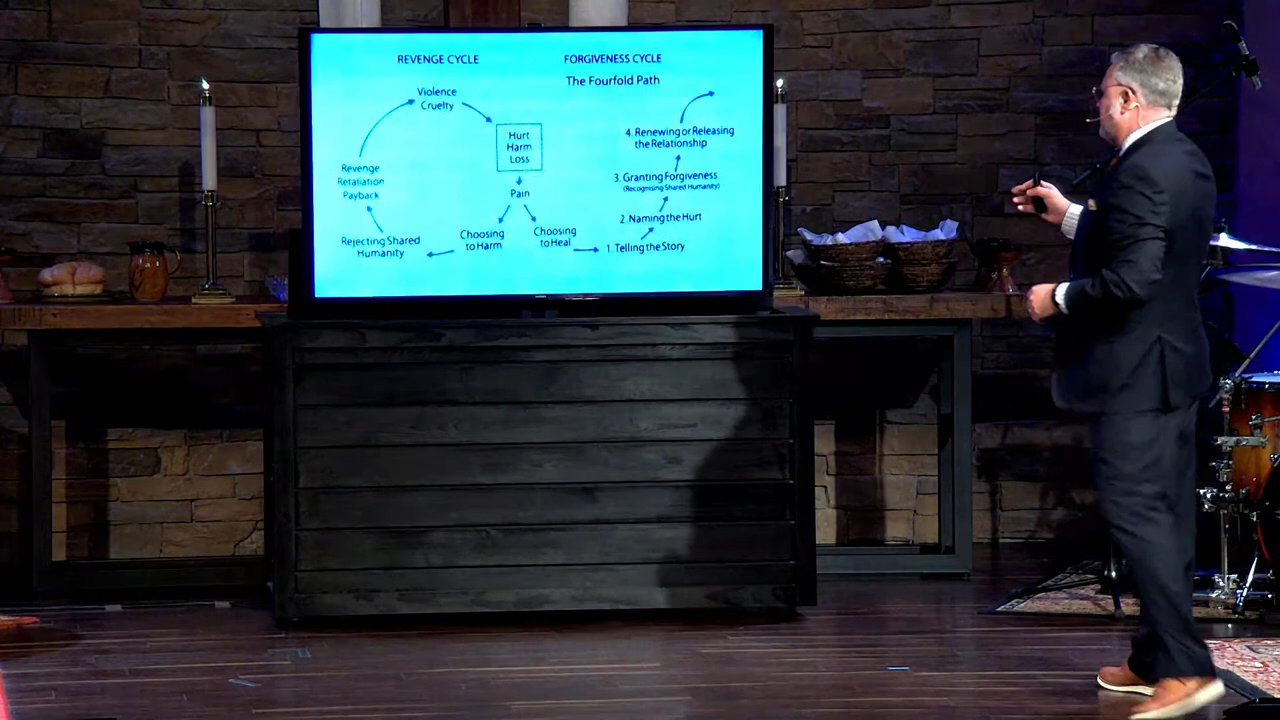 REVENGE CYCLE
FORGIVENESS CYCLE
The Fourfold Path
Violence
Cruelty
Hurt
Harm
Loss
Pain
Choosing
to Harm
Choosing
to Heal
Rejecting Shared
Humanity
Revenge
Retaliation
Payback
4. Renewing or Releasing
the Relationship
3. Granting Forgiveness
(Recognising Shared Humanity)
2. Naming the Hurt
1. Telling the Story